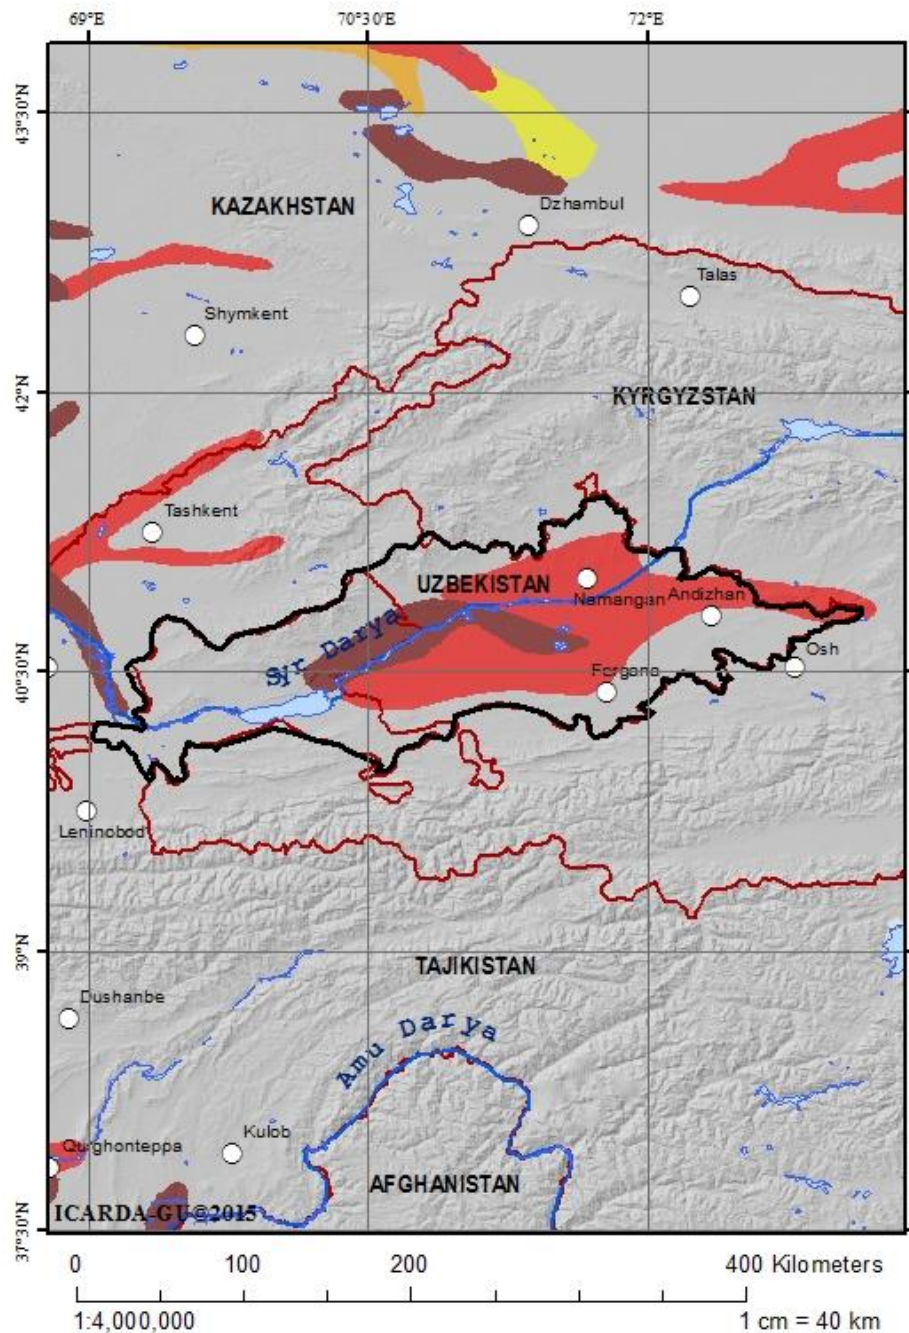 69°E 70°30'E 72°E
43°30'N
Dzhambul
KAZAKHSTAN
Talas
Shymkent
42°N
KYRGYZSTAN
Tashkent
UZBEKISTAN
Namangan Andizhan
Syr Darya
Osh
40°30'N
Fergana
Leninobod
39°N
TAJIKISTAN
Dushanbe
Amu Darya
Qurghonteppa
Kulob
AFGHANISTAN
ICARDA-GU©2015
37°30'N
0 100 200 400 Kilometers
1:4,000,000 1 cm = 40 km